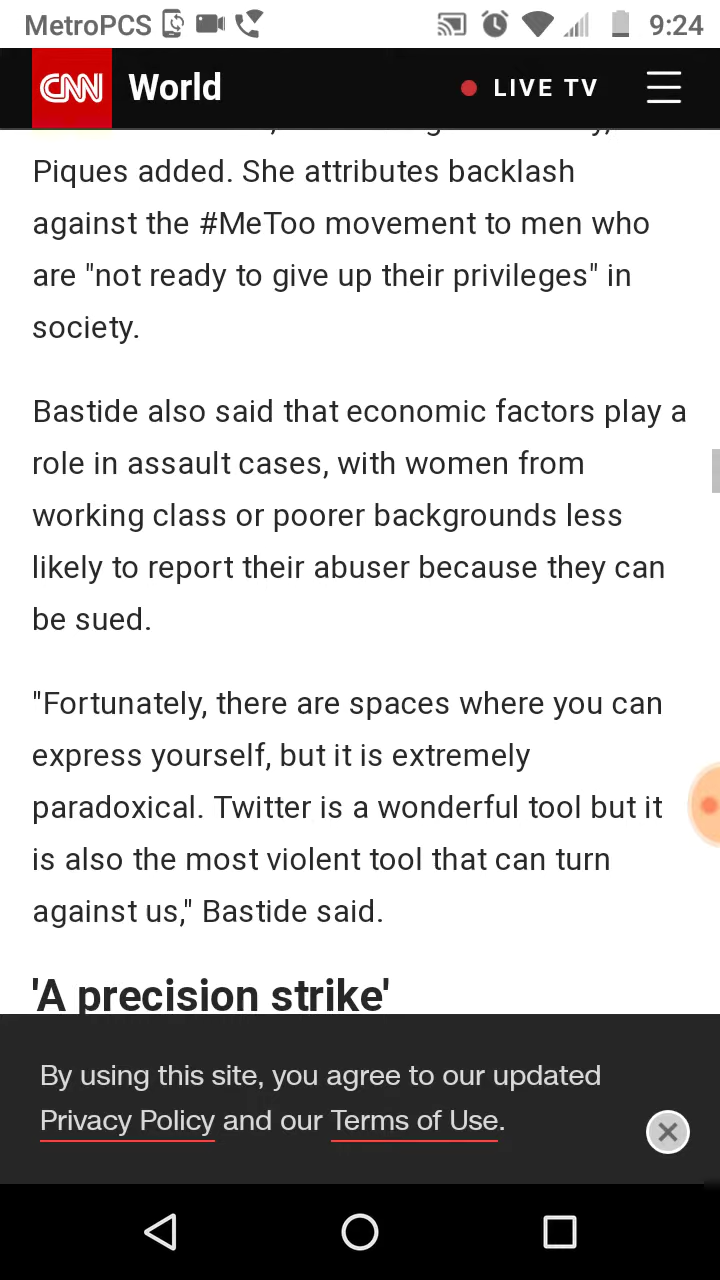 MetroPCS 9:24
CNN World LIVE TV
Piques added. She attributes backlash
against the #MeToo movement to men who
are "not ready to give up their privileges" in
society.
Bastide also said that economic factors play a
role in assault cases, with women from
working class or poorer backgrounds less
likely to report their abuser because they can
be sued.
"Fortunately, there are spaces where you can
express yourself, but it is extremely
paradoxical. Twitter is a wonderful tool but it
is also the most violent tool that can turn
against us," Bastide said.
'A precision strike'
By using this site, you agree to our updated
Privacy Policy and our Terms of Use.